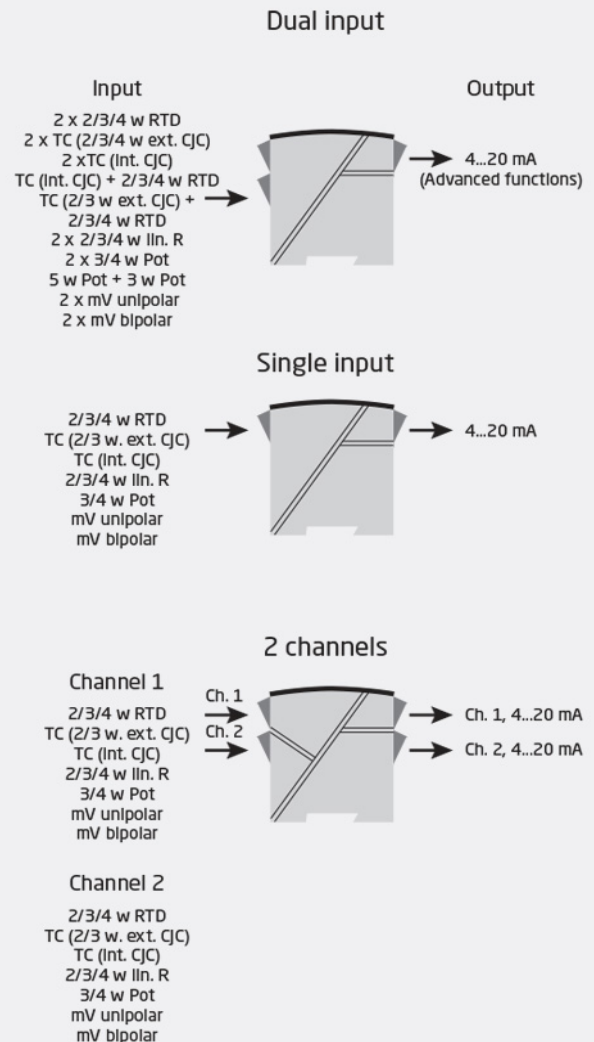 Dual input
Input
Output
2 x 2/3/4 w RTD
2 x TC (2/3/4 w ext. CJC)
2 xTC (int. CJC)
TC (int. CJC) + 2/3/4 w RTD
TC (2/3 w ext. CJC) +
2/3/4 w RTD
2 x 2/3/4 w lin. R
2 x 3/4 w Pot
5 w Pot + 3 w Pot
2 x mV unipolar
2 x mV bipolar
4...20 mA
(Advanced functions)
Single input
2/3/4 w RTD
TC (2/3 w. ext. CJC)
TC (int. CJC)
2/3/4 w lin. R
3/4 w Pot
mV unipolar
mV bipolar
4...20 mA
2 channels
Channel 1
2/3/4 w RTD
TC (2/3 w. ext. CJC)
TC (int. CJC)
2/3/4 w lin. R
3/4 w Pot
mV unipolar
mV bipolar
Ch. 1
Ch. 2
Ch. 1, 4...20 mA
Ch. 2, 4...20 mA
Channel 2
2/3/4 w RTD
TC (2/3 w. ext. CJC)
TC (int. CJC)
2/3/4 w lin. R
3/4 w Pot
mV unipolar
mV bipolar